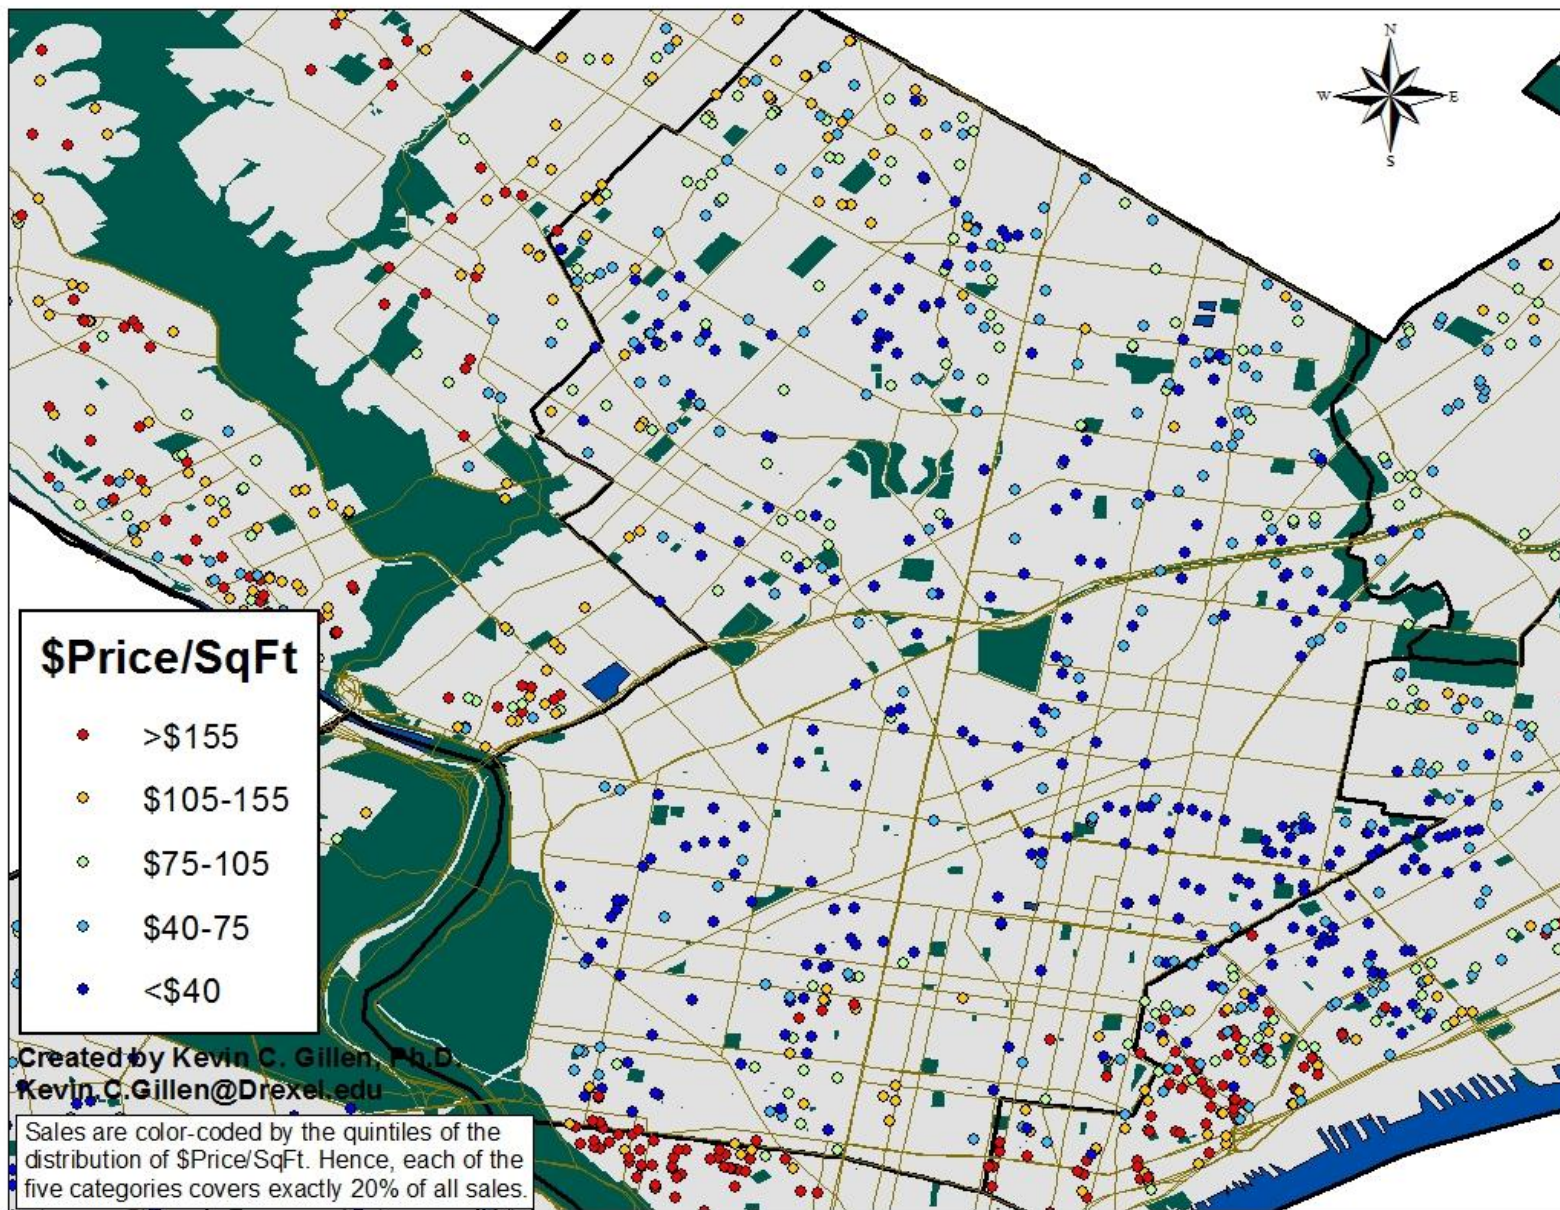 N
W
E
S
$Price/SqFt
>$155
$105-155
$75-105
$40-75
<$40
Created by Kevin C. Gillen, Ph.D.
Kevin.C.Gillen@Drexel.edu
Sales are color-coded by the quintiles of the
distribution of $Price/SqFt. Hence, each of the
five categories covers exactly 20% of all sales.